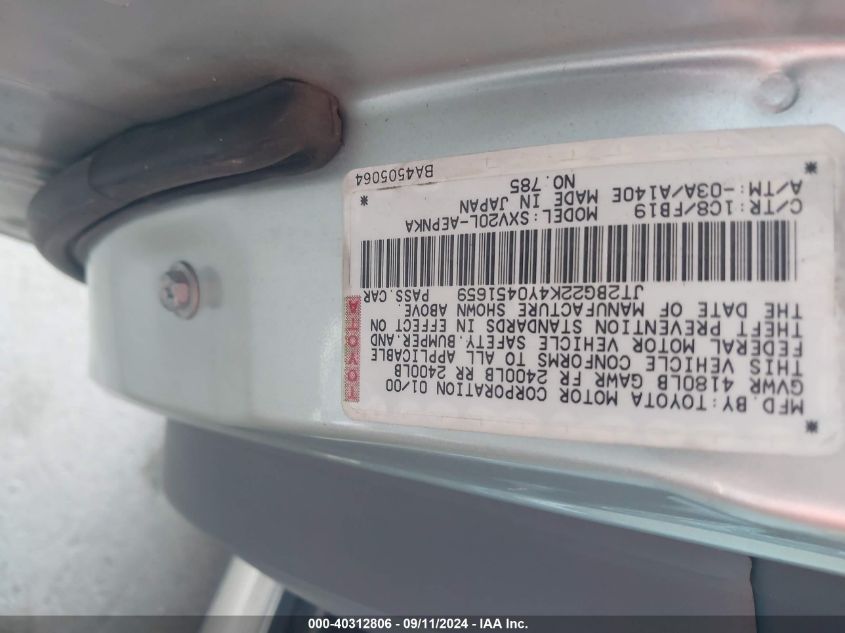 MFD.BY:TOYOTA MOTOR CORPORATION 01/00
GVWR 4180LB GAWR FR 2400LB RR 2400LB
THIS VEHICLE CONFORMS TO ALL APPLICABLE
FEDERAL MOTOR VEHICLE SAFETY,BUMPER,AND
THEFT PREVENTION STANDARDS IN EFFECT ON
THE DATE OF MANUFACTURE SHOWN ABOVE.
JT2BG22K4Y0451659 PASS.CAR
TOYOTA
C/TR:1C8/FB19 MODEL:SXV20L-AEPNKA
A/TM:-03A/A140E MADE IN JAPAN
NO.785
BA4505064
000-40312806 - 09/11/2024 - IAA Inc.